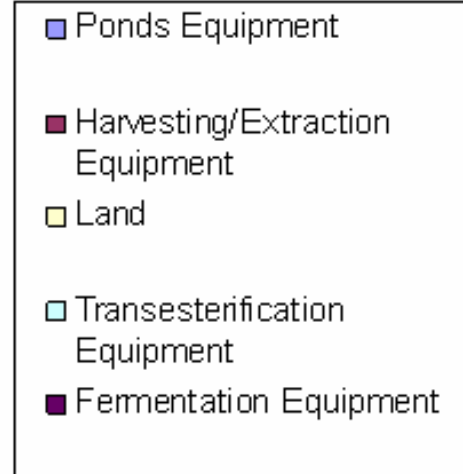 Ponds Equipment
Harvesting/Extraction
Equipment
Land
Transesterification
Equipment
Fermentation Equipment